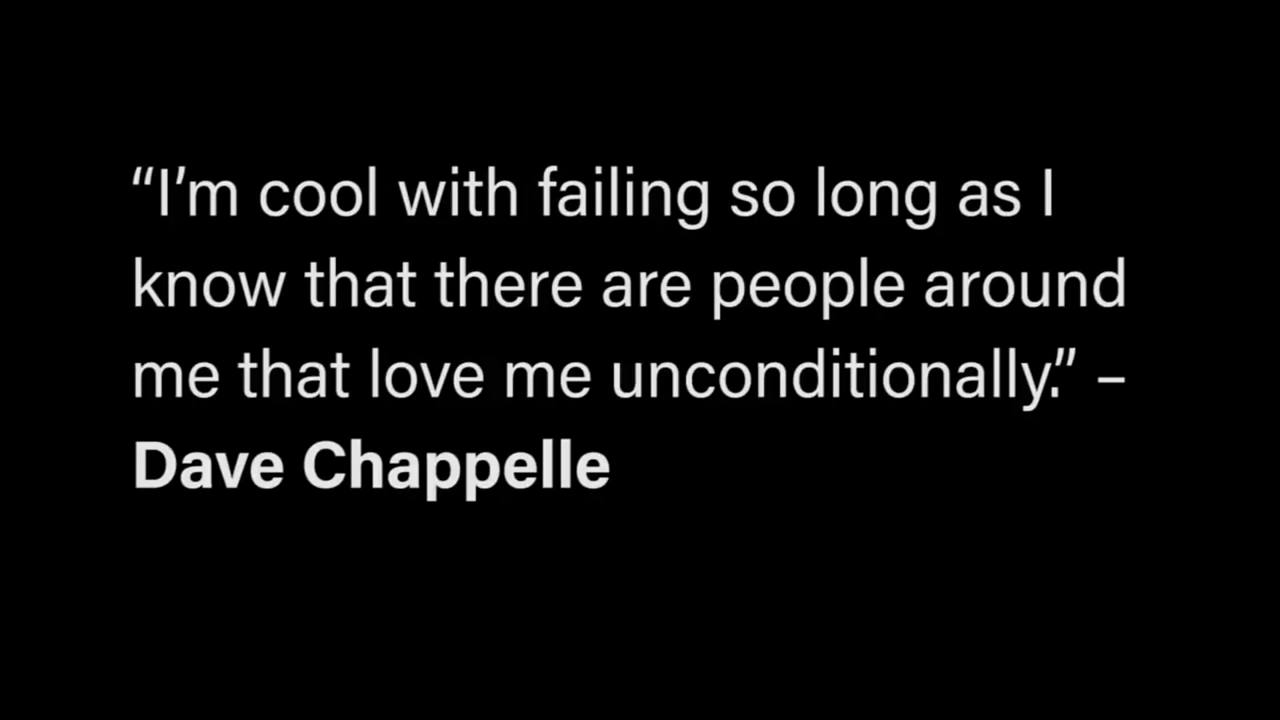 “I’m cool with failing so long as I
know that there are people around
me that love me unconditionally.” –
Dave Chappelle